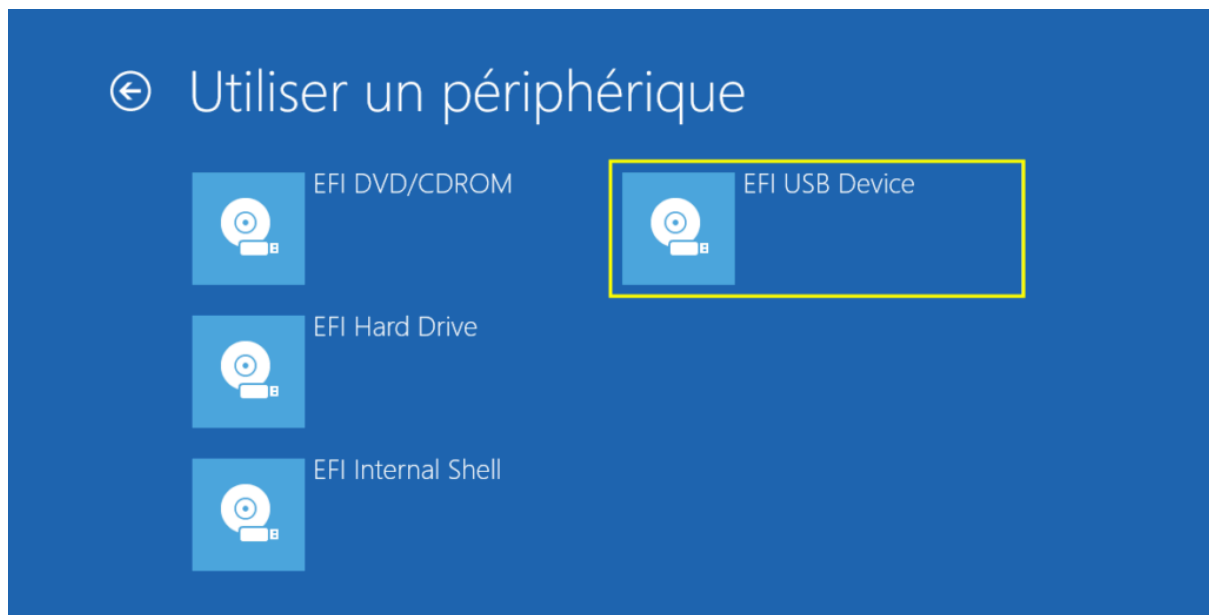 Utiliser un périphérique
EFI DVD/CDROM
EFI USB Device
EFI Hard Drive
EFI Internal Shell